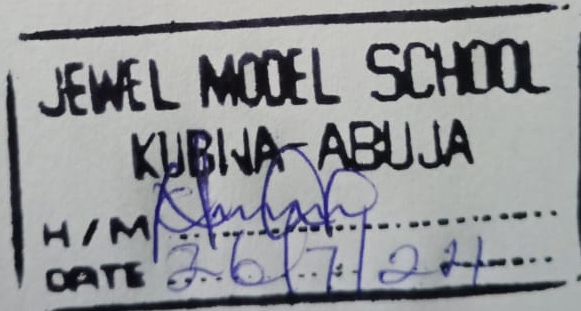 JEWEL MODEL SCHOOL
KUBWA-ABUJA
H/M
DATE 26/7/24